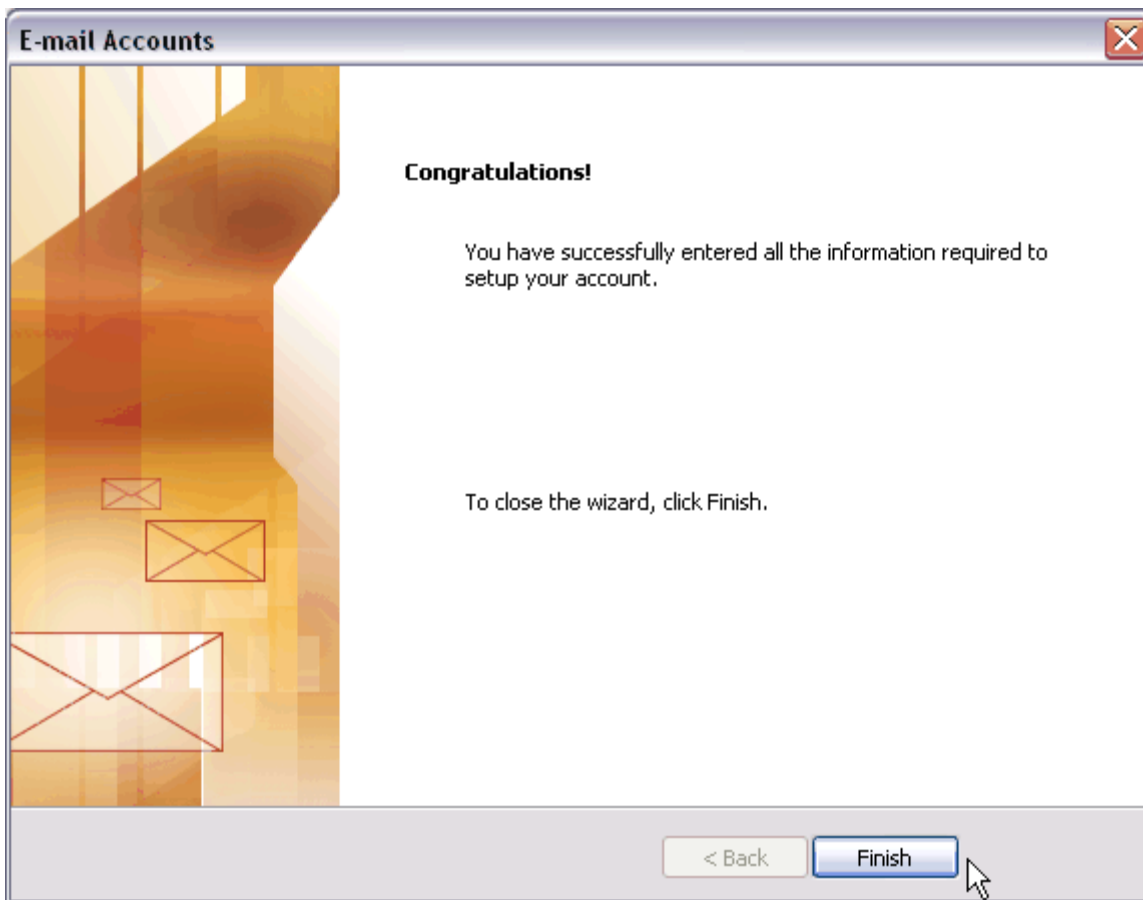 E-mail Accounts
Congratulations!
You have successfully entered all the information required to
setup your account.
To close the wizard, click Finish.
< Back
Finish